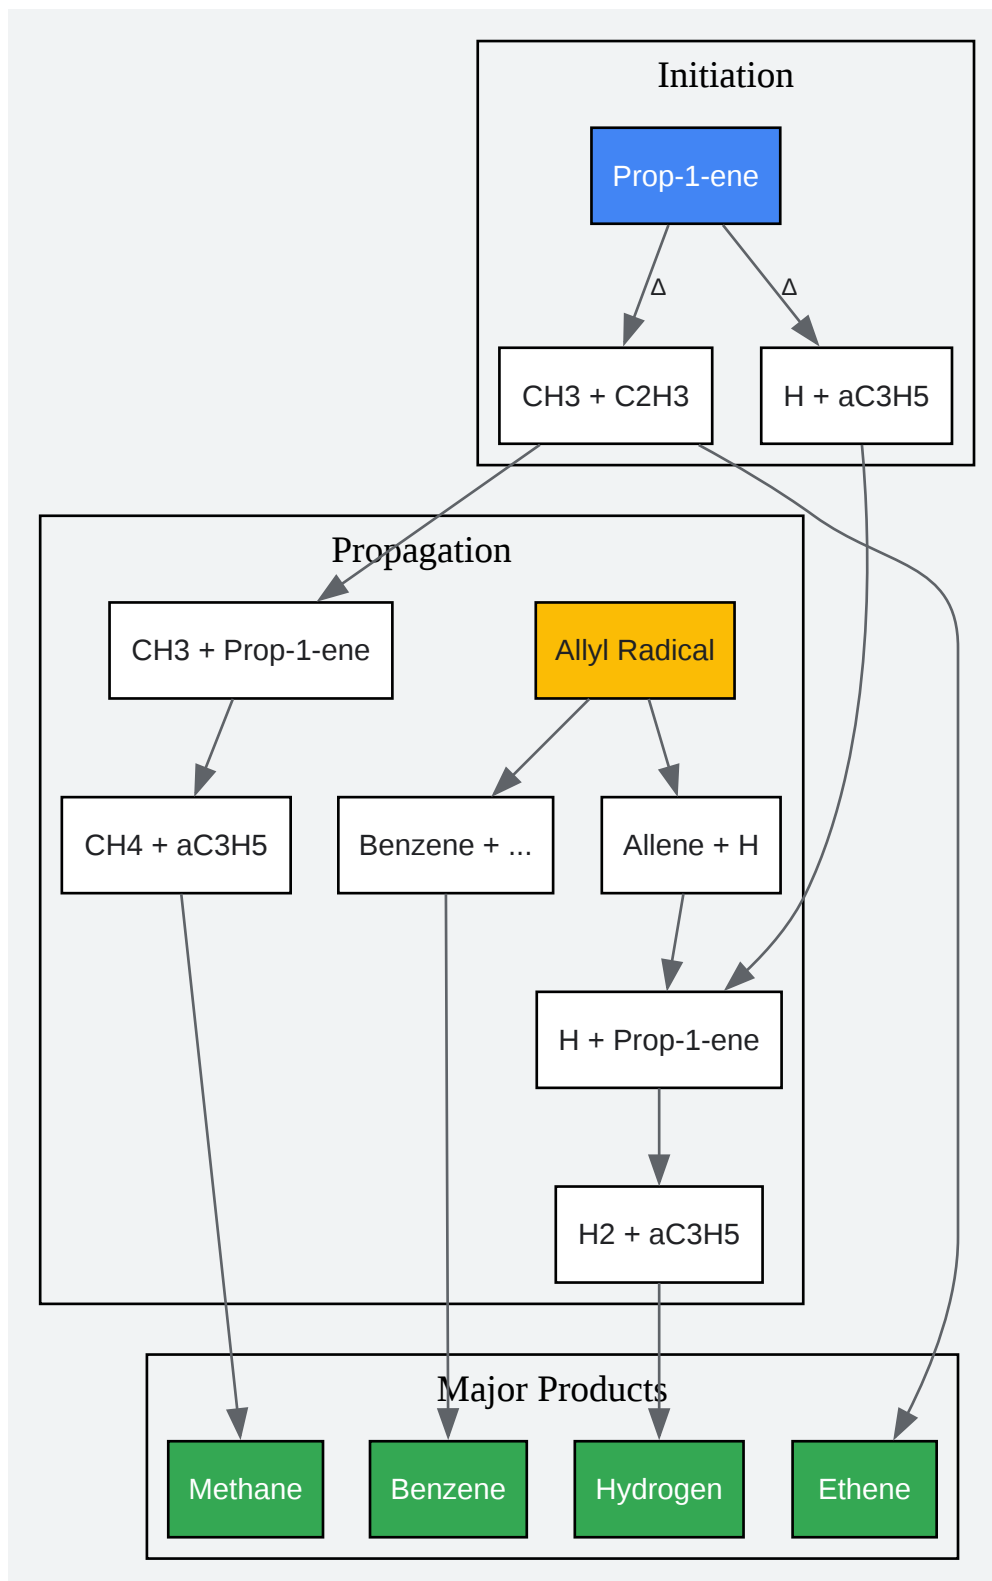 Initiation
Prop-1-ene
Δ
Δ
CH3 + C2H3
H + aC3H5
Propagation
CH3 + Prop-1-ene
Allyl Radical
CH4 + aC3H5
Benzene + ...
Allene + H
H + Prop-1-ene
H2 + aC3H5
Major Products
Methane
Benzene
Hydrogen
Ethene